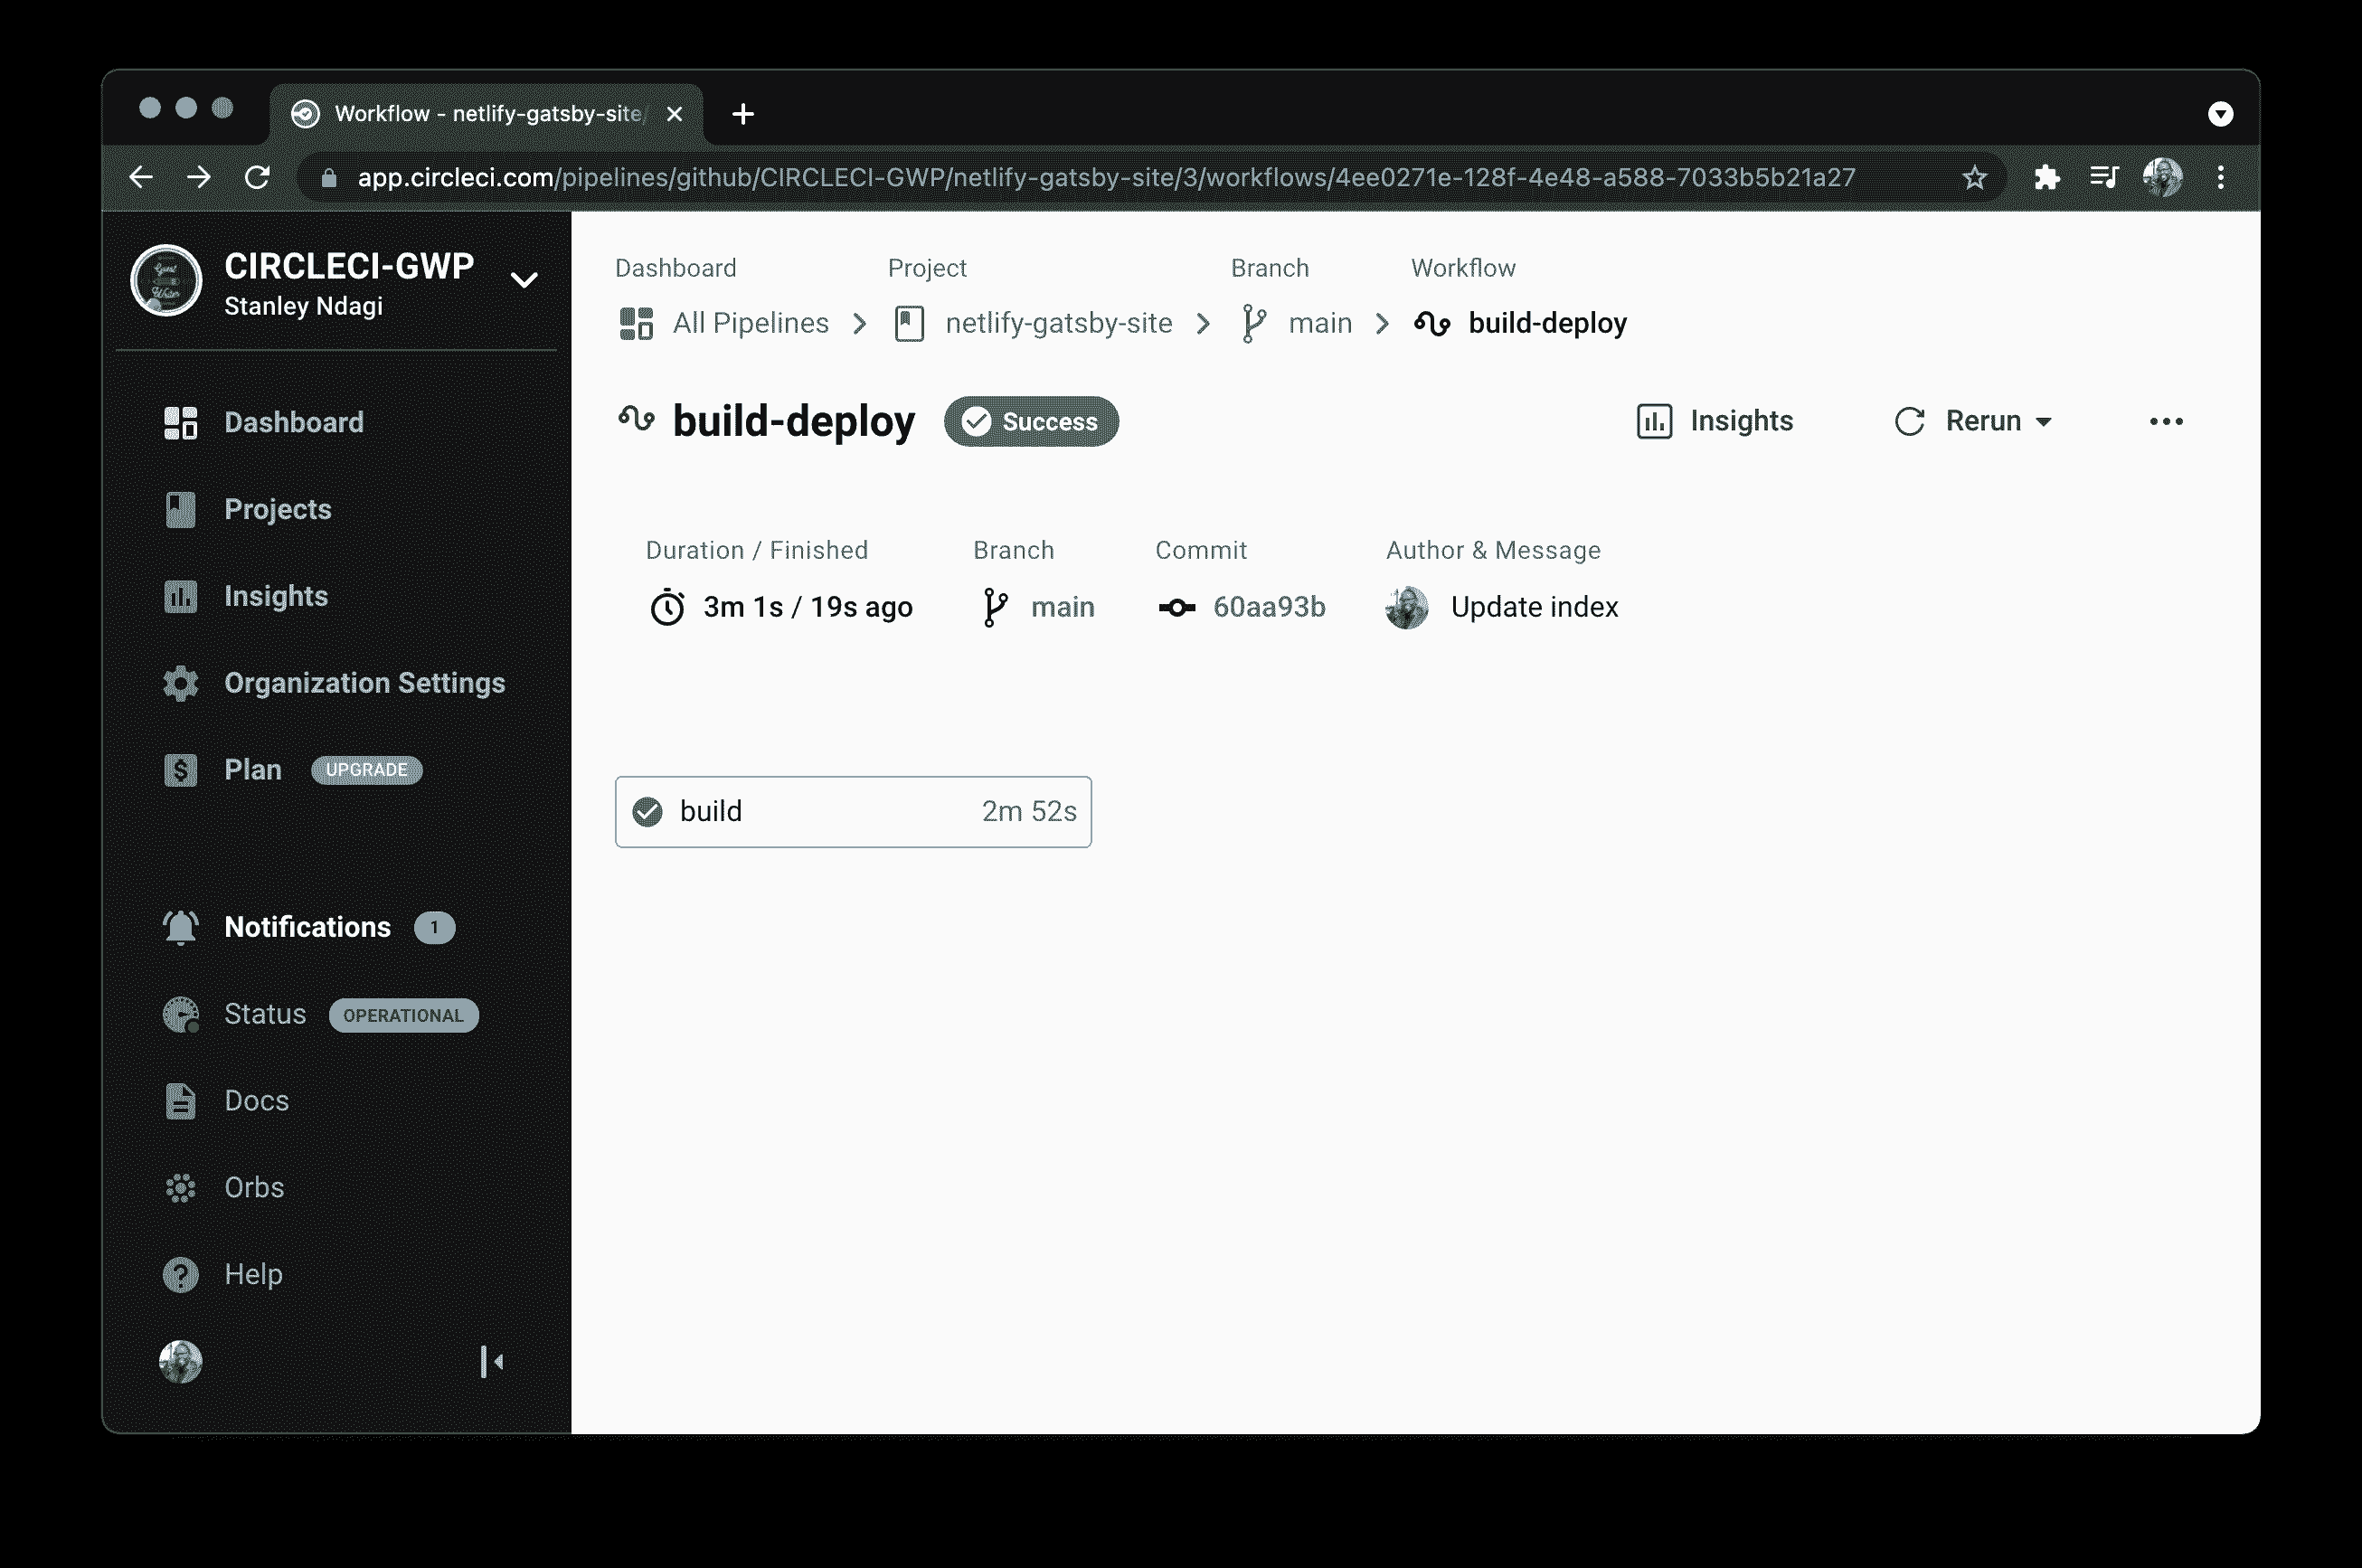 Workflow - netlify-gatsby-site/
app.circleci.com/pipelines/github/CIRCLECI-GWP/netlify-gatsby-site/3/workflows/4ee0271e-128f-4e48-a588-7033b5b21a27
CIRCLECI-GWP
Stanley Ndagi
Dashboard
Projects
Insights
Organization Settings
Plan UPGRADE
Notifications 1
Status OPERATIONAL
Docs
Orbs
Help
Dashboard Project Branch Workflow
All Pipelines netlify-gatsby-site main build-deploy
build-deploy Success Insights Rerun
Duration / Finished Branch Commit Author & Message
3m 1s / 19s ago main 60aa93b Update index
build 2m 52s